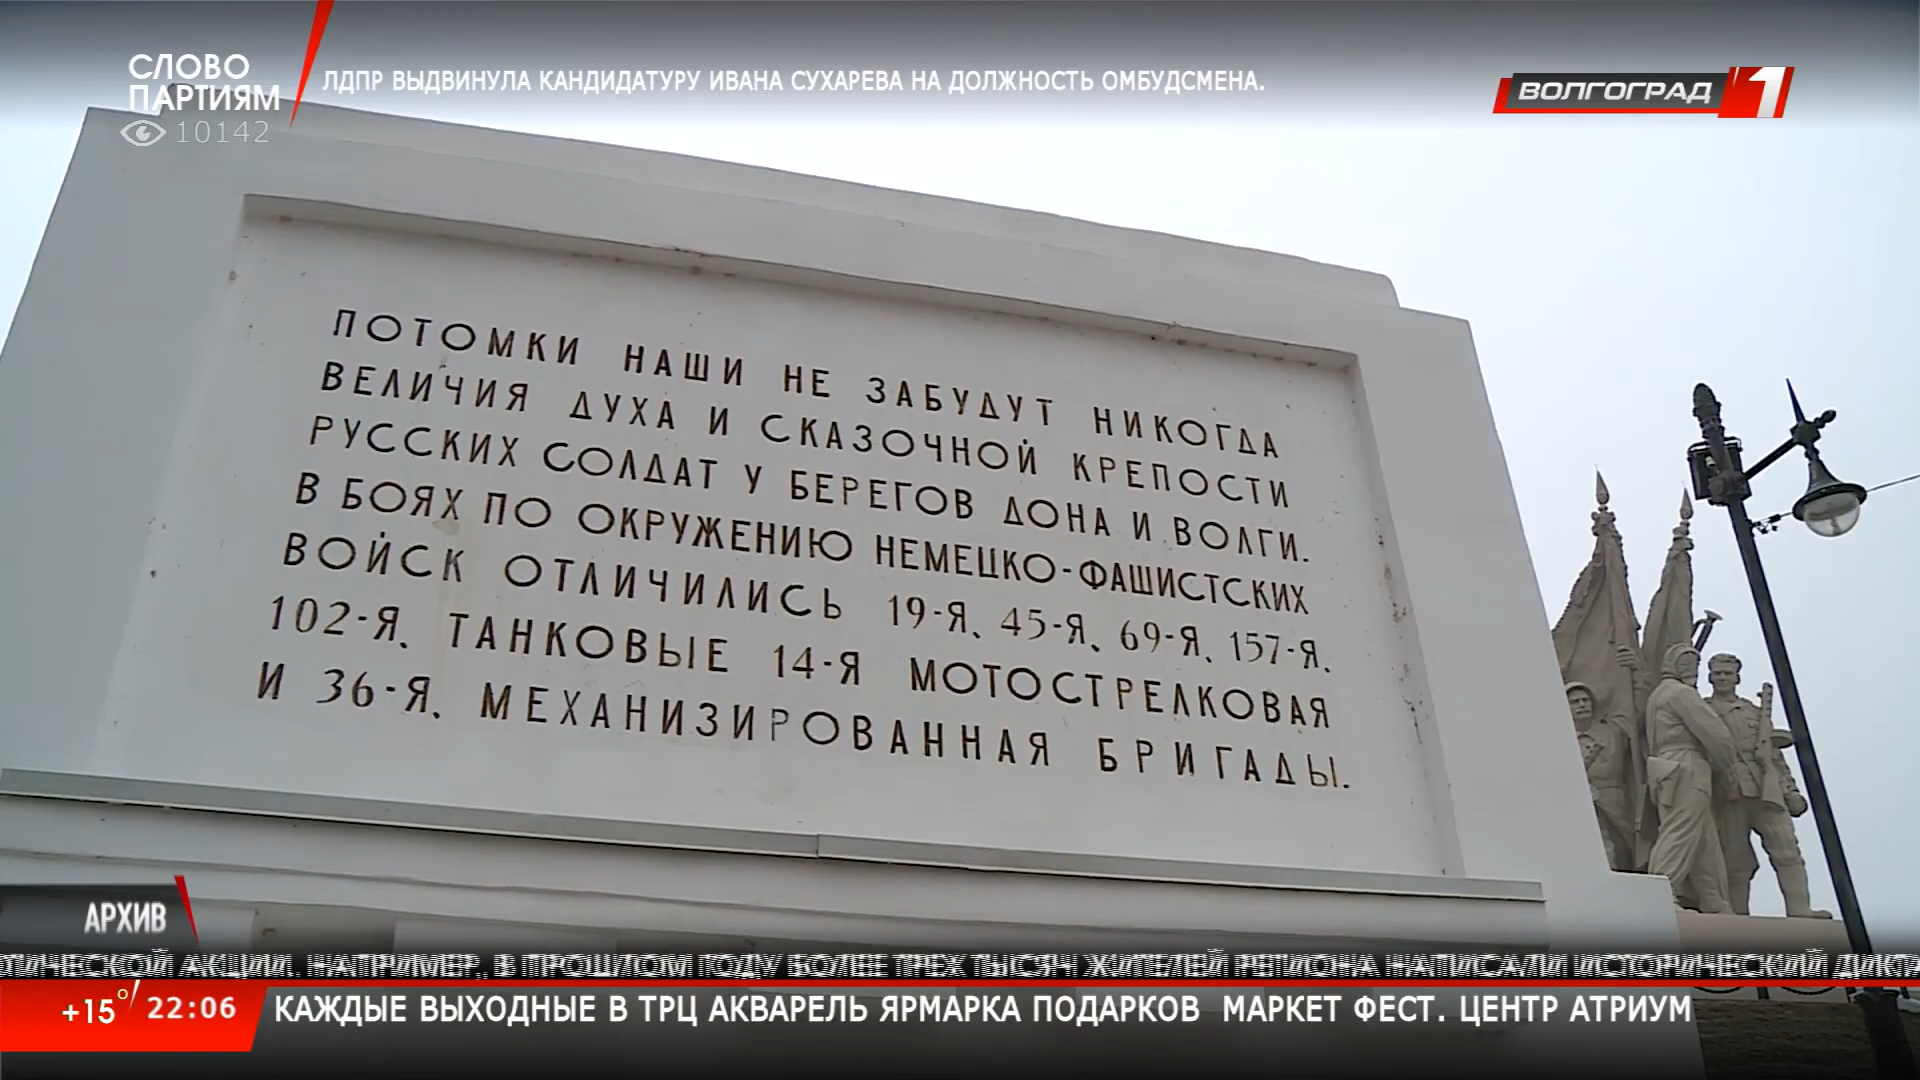 СЛОВО
ПАРТИЯМ
10142
ЛДПР ВЫДВИНУЛА КАНДИДАТУРУ ИВАНА СУХАРЕВА НА ДОЛЖНОСТЬ ОМБУДСМЕНА.
ВОЛГОГРАД 1
ПОТОМКИ НАШИ НЕ ЗАБУДУТ НИКОГДА
ВЕЛИЧИЯ ДУХА И СКАЗОЧНОЙ КРЕПОСТИ
РУССКИХ СОЛДАТ У БЕРЕГОВ ДОНА И ВОЛГИ.
В БОЯХ ПО ОКРУЖЕНИЮ НЕМЕЦКО-ФАШИСТСКИХ
ВОЙСК ОТЛИЧИЛИСЬ 19-Я, 45-Я, 69-Я, 157-Я,
102-Я, ТАНКОВЫЕ 14-Я МОТОСТРЕЛКОВАЯ
И 36-Я, МЕХАНИЗИРОВАННАЯ БРИГАДЫ.
АРХИВ
АКЦИИ. НАПРИМЕР, В ПРОШЛОМ ГОДУ БОЛЕЕ ТРЕХ ТЫСЯЧ ЖИТЕЛЕЙ РЕГИОНА НАПИСАЛИ ИСТОРИЧЕСКИЙ
+15° 22:06 КАЖДЫЕ ВЫХОДНЫЕ В ТРЦ АКВАРЕЛЬ ЯРМАРКА ПОДАРКОВ МАРКЕТ ФЕСТ. ЦЕНТР АТРИУМ